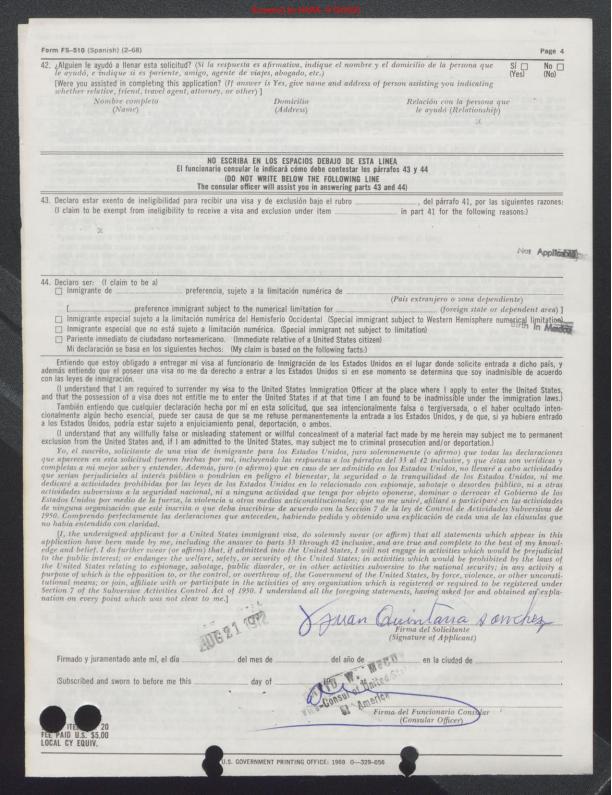 Form FS-510 (Spanish) (2-68)
Page 4
42. ¿Alguien le ayudó a llenar esta solicitud? (Si la respuesta es afirmativa, indique el nombre y el domicilio de la persona que
le ayudó, e indique si es pariente, amigo, agente de viajes, abogado, etc.)
Sí ☐ No ☐
(Yes) (No)
[Were you assisted in completing this application? (If answer is Yes, give name and address of person assisting you indicating
whether relative, friend, travel agent, attorney, or other) ]
Nombre completo Domicilio Relación con la persona que
(Name) (Address) le ayudó (Relationship)
x
NO ESCRIBA EN LOS ESPACIOS DEBAJO DE ESTA LINEA
El funcionario consular le indicará cómo debe contestar los párrafos 43 y 44
(DO NOT WRITE BELOW THE FOLLOWING LINE
The consular officer will assist you in answering parts 43 and 44)
43. Declaro estar exento de ineligibilidad para recibir una visa y de exclusión bajo el rubro ______, del párrafo 41, por las siguientes razones:
(I claim to be exempt from ineligibility to receive a visa and exclusion under item ______ in part 41 for the following reasons:)
x
Not Applicable
44. Declaro ser: (I claim to be a)
☐ Inmigrante de ______ preferencia, sujeto a la limitación numérica de ______
(País extranjero o zona dependiente)
[______ preference immigrant subject to the numerical limitation for ______ (foreign state or dependent area) ]
☐ Inmigrante especial sujeto a la limitación numérica del Hemisferio Occidental (Special immigrant subject to Western Hemisphere numerical limitation)
Birth In Mexico
☐ Inmigrante especial que no está sujeto a limitación numérica. (Special immigrant not subject to limitation)
☐ Pariente inmediato de ciudadano norteamericano. (Immediate relative of a United States citizen)
Mi declaración se basa en los siguientes hechos: (My claim is based on the following facts:)
Entiendo que estoy obligado a entregar mi visa al funcionario de Inmigración de los Estados Unidos en el lugar donde solicite entrada a dicho país, y
además entiendo que el poseer una visa no me da derecho a entrar a los Estados Unidos si en ese momento se determina que soy inadmisible de acuerdo
con las leyes de inmigración.
(I understand that I am required to surrender my visa to the United States Immigration Officer at the place where I apply to enter the United States,
and that the possession of a visa does not entitle me to enter the United States if at that time I am found to be inadmissible under the immigration laws.)
También entiendo que cualquier declaración hecha por mí en esta solicitud, que sea intencionalmente falsa o tergiversada, o el haber ocultado inten-
cionalmente algún hecho esencial, puede ser causa de que se me rehuse permanentemente la entrada a los Estados Unidos, y de que, si ya hubiere entrado
a los Estados Unidos, podría estar sujeto a enjuiciamiento penal, deportación, o ambos.
(I understand that any willfully false or misleading statement or willful concealment of a material fact made by me herein may subject me to permanent
exclusion from the United States and, if I am admitted to the United States, may subject me to criminal prosecution and/or deportation.)
Yo, el suscrito, solicitante de una visa de inmigrante para los Estados Unidos, juro solemnemente (o afirmo) que todas las declaraciones
que aparecen en esta solicitud fueron hechas por mí, incluyendo las respuestas a los párrafos del 33 al 42 inclusive, y que éstas son verídicas y
completas a mi mejor saber y entender. Además, juro (o afirmo) que en caso de ser admitido en los Estados Unidos, no llevaré a cabo actividades
que serían perjudiciales al interés público o pondrían en peligro el bienestar, la seguridad o la tranquilidad de los Estados Unidos, ni me
dedicaré a actividades prohibidas por las leyes de los Estados Unidos en lo relacionado con espionaje, sabotaje o desorden público, ni a otras
actividades subversivas a la seguridad nacional, ni a ninguna actividad que tenga por objeto oponerse, dominar o derrocar el Gobierno de los
Estados Unidos por medio de la fuerza, la violencia u otros medios anticonstitucionales; que no me uniré, afiliaré o participaré en las actividades
de ninguna organización que esté inscrita o que deba inscribirse de acuerdo con la Sección 7 de la ley de Control de Actividades Subversivas de
1950. Comprendo perfectamente las declaraciones que anteceden, habiendo pedido y obtenido una explicación de cada una de las cláusulas que
no había entendido con claridad.
[I, the undersigned applicant for a United States immigrant visa, do solemnly swear (or affirm) that all statements which appear in this
application have been made by me, including the answer to parts 33 through 42 inclusive, and are true and complete to the best of my knowl-
edge and belief. I do further swear (or affirm) that, if admitted into the United States, I will not engage in activities which would be prejudicial
to the public interest; or endanger the welfare, safety, or security of the United States; in activities which would be prohibited by the laws of
the United States relating to espionage, sabotage, public disorder, or in other activities subversive to the national security; in any activity a
purpose of which is the opposition to, or the control, or overthrow of, the Government of the United States, by force, violence, or other unconsti-
tutional means; or join, affiliate with or participate in the activities of any organization which is registered or required to be registered under
Section 7 of the Subversive Activities Control Act of 1950. I understand all the foregoing statements, having asked for and obtained an expla-
nation on every point which was not clear to me.]
AUG 21 1972
Juan Quintana Sanchez
Firma del Solicitante
(Signature of Applicant)
Firmado y juramentado ante mí, el día ______ del mes de ______ del año de ______ en la ciudad de ______.
(Subscribed and sworn to before me this ______ day of
Vice-Consul of United States
of America
Firma del Funcionario Consular
(Consular Officer)
20
FEE PAID U.S. $5.00
LOCAL CY EQUIV.
U.S. GOVERNMENT PRINTING OFFICE: 1969 O—329-656